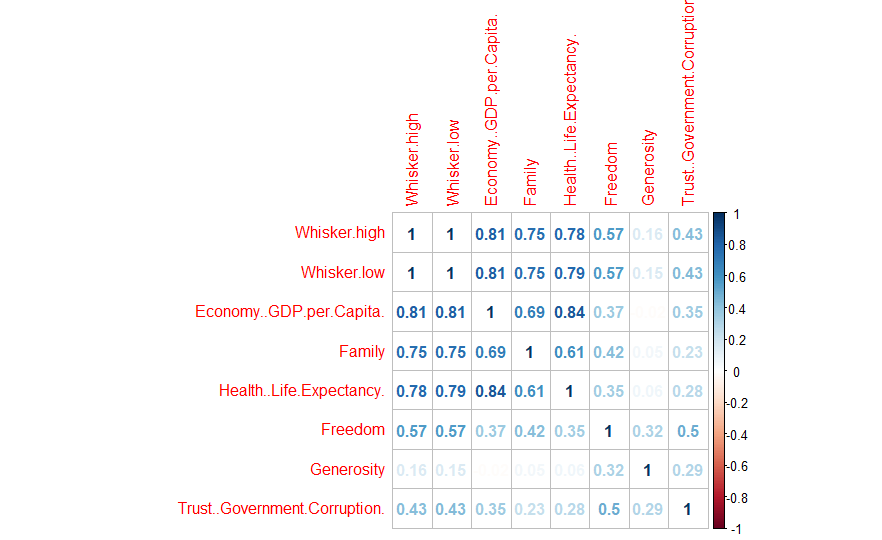 Whisker.high
Whisker.low
Economy..GDP.per.Capita.
Family
Health..Life.Expectancy.
Freedom
Generosity
Trust..Government.Corruption
Whisker.high 1 1 0.81 0.75 0.78 0.57 0.16 0.43 1
Whisker.low 1 1 0.81 0.75 0.79 0.57 0.15 0.43 0.8
0.6
Economy..GDP.per.Capita. 0.81 0.81 1 0.69 0.84 0.37 0.35 0.4
Family 0.75 0.75 0.69 1 0.61 0.42 0.05 0.23 0.2
0
Health..Life.Expectancy. 0.78 0.79 0.84 0.61 1 0.35 0.06 0.28 -0.2
Freedom 0.57 0.57 0.37 0.42 0.35 1 0.32 0.5 -0.4
Generosity 0.16 0.15 0.05 0.06 0.32 1 0.29 -0.6
-0.8
Trust..Government.Corruption. 0.43 0.43 0.35 0.23 0.28 0.5 0.29 1
-1